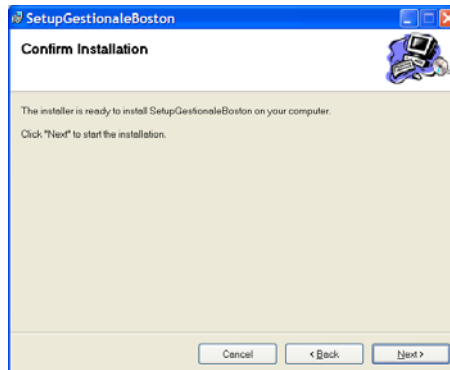 SetupGestionaleBoston
Confirm Installation
The installer is ready to install SetupGestionaleBoston on your computer.
Click "Next" to start the installation.
Cancel
< Back
Next >